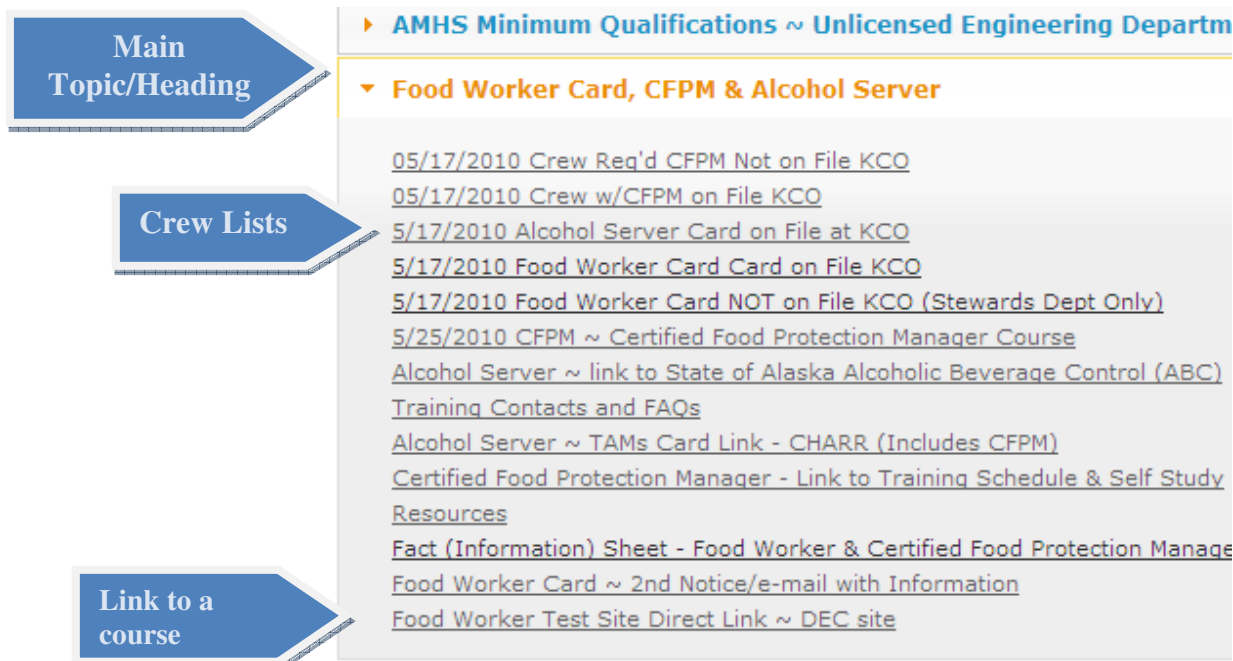 AMHS Minimum Qualifications ~ Unlicensed Engineering Departm
Main
Topic/Heading
Food Worker Card, CFPM & Alcohol Server
05/17/2010 Crew Req'd CFPM Not on File KCO
05/17/2010 Crew w/CFPM on File KCO
Crew Lists
5/17/2010 Alcohol Server Card on File at KCO
5/17/2010 Food Worker Card Card on File KCO
5/17/2010 Food Worker Card NOT on File KCO (Stewards Dept Only)
5/25/2010 CFPM ~ Certified Food Protection Manager Course
Alcohol Server ~ link to State of Alaska Alcoholic Beverage Control (ABC)
Training Contacts and FAQs
Alcohol Server ~ TAMs Card Link - CHARR (Includes CFPM)
Certified Food Protection Manager - Link to Training Schedule & Self Study
Resources
Fact (Information) Sheet - Food Worker & Certified Food Protection Manage
Food Worker Card ~ 2nd Notice/e-mail with Information
Link to a
course
Food Worker Test Site Direct Link ~ DEC site